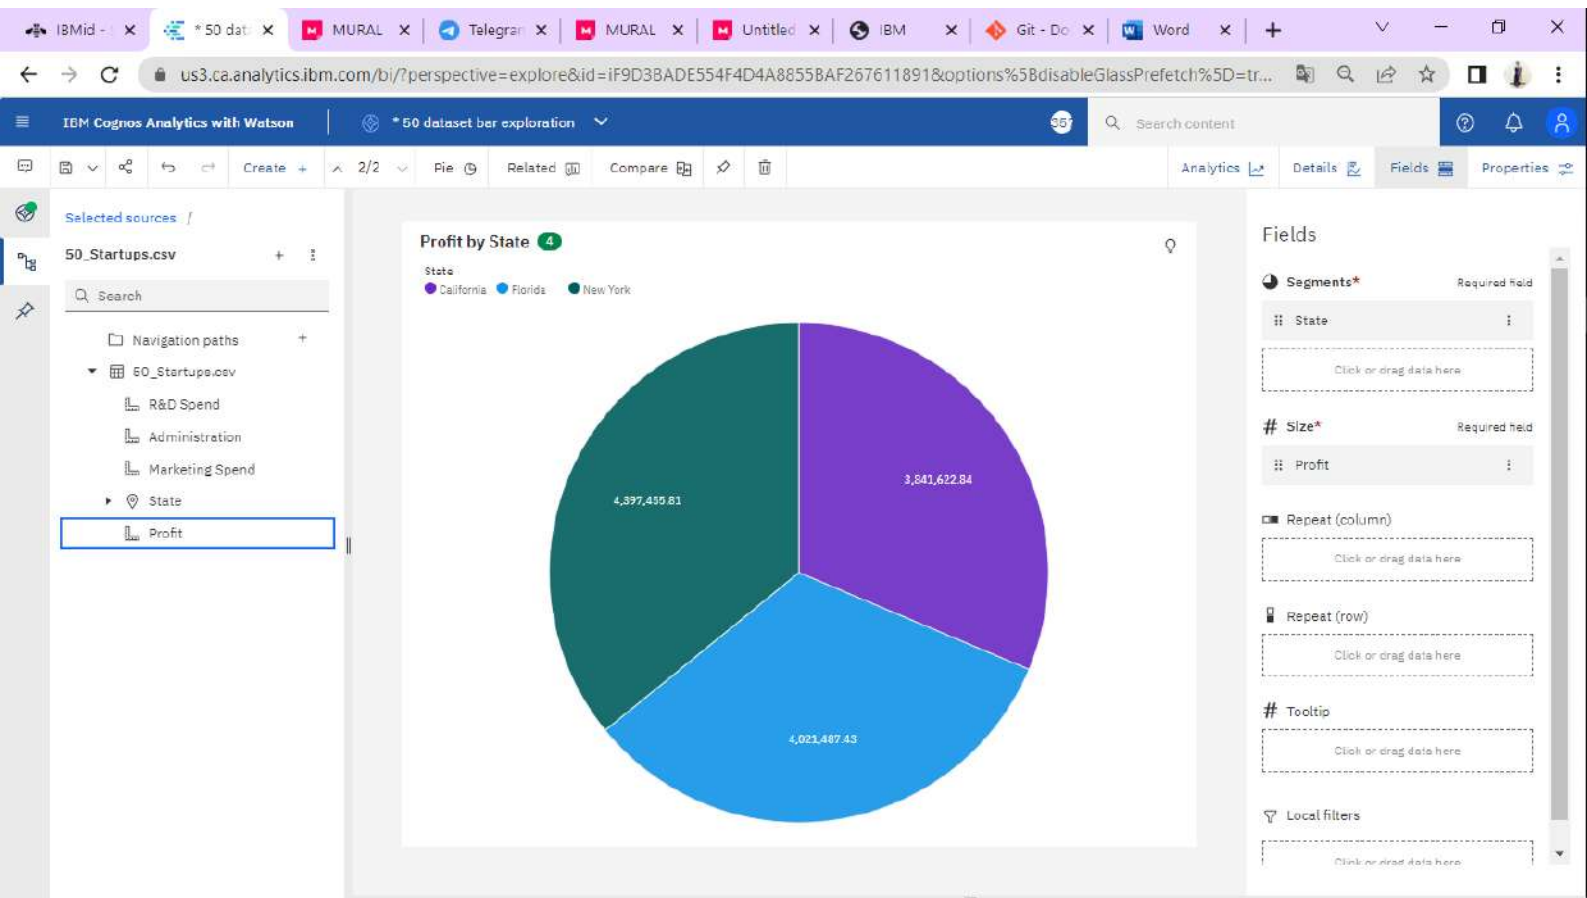 IBMid -
* 50 dat
MURAL
Telegran
MURAL
Untitled
IBM
Git - Do
Word
us3.ca.analytics.ibm.com/bi/?perspective=explore&id=iF9D3BADE554F4D4A8855BAF267611891&options%5BdisableGlassPrefetch%5D=tr...
IBM Cognos Analytics with Watson
* 50 dataset bar exploration
Search content
Create +
2/2
Pie
Related
Compare
Analytics
Details
Fields
Properties
Selected sources /
50_Startups.csv
Search
Navigation paths
50_Startups.csv
R&D Spend
Administration
Marketing Spend
State
Profit
Profit by State 4
State
California
Florida
New York
3,841,622.84
4,397,455.81
4,021,487.43
Fields
Segments*
Required field
State
Click or drag data here
# Size*
Required field
Profit
Repeat (column)
Click or drag data here
Repeat (row)
Click or drag data here
# Tooltip
Click or drag data here
Local filters
Click or drag data here